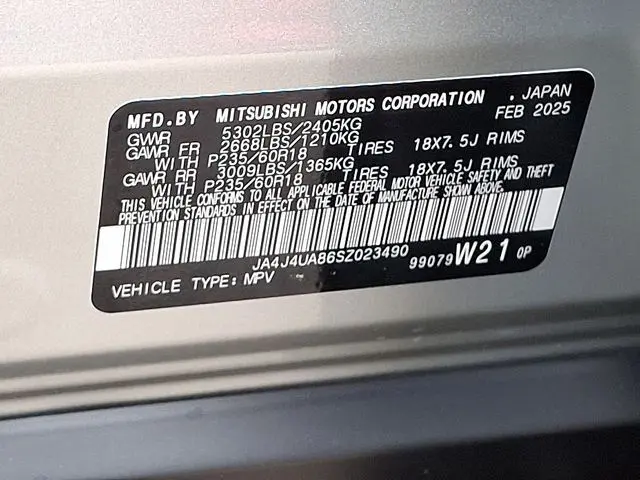 MFD.BY MITSUBISHI MOTORS CORPORATION . JAPAN
FEB 2025
GVWR 5302LBS/2405KG
GAWR FR 2668LBS/1210KG
WITH P235/60R18 TIRES 18X7.5J RIMS
GAWR RR 3009LBS/1365KG
WITH P235/60R18 TIRES 18X7.5J RIMS
THIS VEHICLE CONFORMS TO ALL APPLICABLE FEDERAL MOTOR VEHICLE SAFETY AND THEFT
PREVENTION STANDARDS IN EFFECT ON THE DATE OF MANUFACTURE SHOWN ABOVE.
JA4J4UA86SZ023490
VEHICLE TYPE: MPV 99079 W21 0P